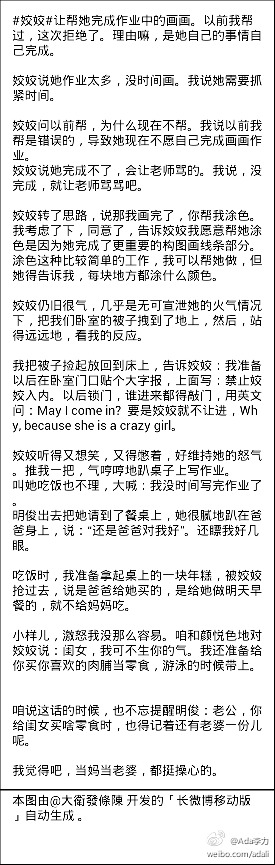 #姣姣#让帮她完成作业中的画画。以前我帮
过，这次拒绝了。理由嘛，是她自己的事情自
己完成。
姣姣说她作业太多，没时间画。我说她需要抓
紧时间。
姣姣问以前帮，为什么现在不帮。我说以前我
帮是错误的，导致她现在不愿自己完成画画作
业。
姣姣说她完成不了，会让老师骂的。我说，没
完成，就让老师骂骂吧。
姣姣转了思路，说那我画完了，你帮我涂色。
我考虑了下，同意了，告诉姣姣我愿意帮她涂
色是因为她完成了更重要的构图画线条部分。
涂色这种比较简单的工作，我可以帮她做，但
她得告诉我，每块地方都涂什么颜色。
姣姣仍旧很气，几乎是无可宣泄她的火气情况
下，把我们卧室的被子拽到了地上，然后，站
得远远地，看我的反应。
我把被子捡起放回到床上，告诉姣姣：我准备
以后在卧室门口贴个大字报，上面写：禁止姣
姣入内。以后锁门，谁进来都得敲门，用英文
问：May I come in？要是姣姣就不让进，Wh
y, because she is a crazy girl。
姣姣听得又想笑，又得憋着，好维持她的怒气
。推我一把，气哼哼地趴桌子上写作业。
叫她吃饭也不理，大喊：我没时间写完作业了
。
明俊出去把她请到了餐桌上，她很腻地趴在爸
爸身上，说：“还是爸爸对我好”。还瞟我好几
眼。
吃饭时，我准备拿起桌上的一块年糕，被姣姣
抢过去，说是爸爸给她买的，是给她做明天早
餐的，就不给妈妈吃。
小样儿，激怒我没那么容易。咱和颜悦色地对
姣姣说：闺女，我可不生你的气。我还准备给
你买你喜欢的肉脯当零食，游泳的时候带上。
咱说这话的时候，也不忘提醒明俊：老公，你
给闺女买啥零食时，也得记着还有老婆一份儿
呢。
我觉得吧，当妈当老婆，都挺操心的。
本图由@大衛發條陳 开发的「长微博移动版
」自动生成 。
@Ada学力
weibo.com/adali